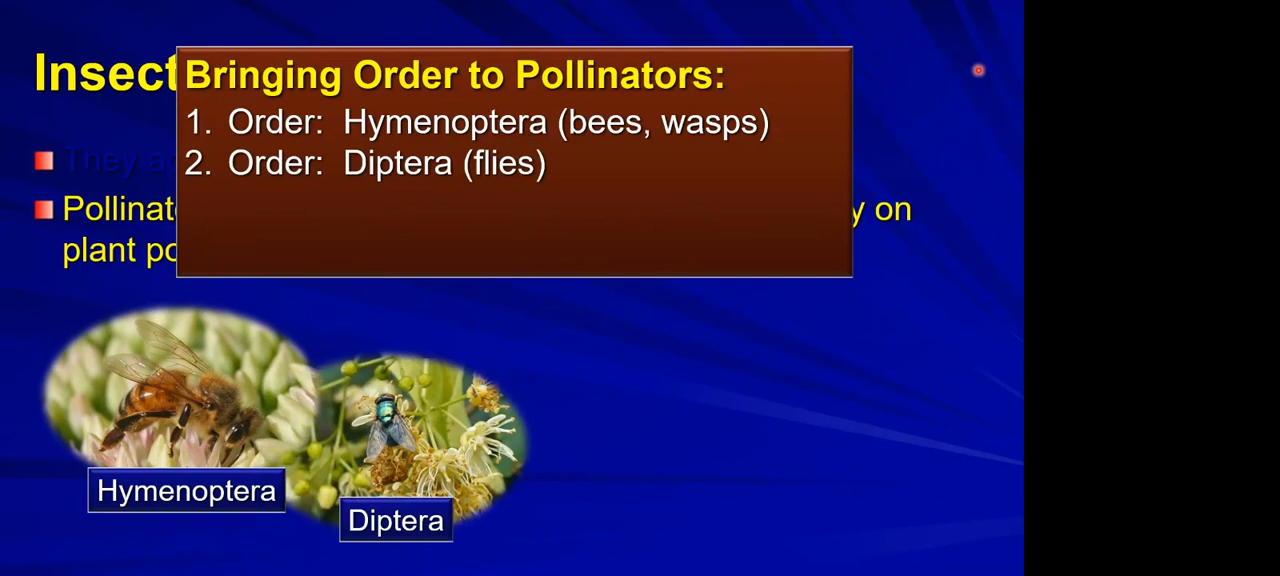 Insect
Bringing Order to Pollinators:
1. Order: Hymenoptera (bees, wasps)
They a
2. Order: Diptera (flies)
Pollinat
y on
plant po
Hymenoptera
Diptera